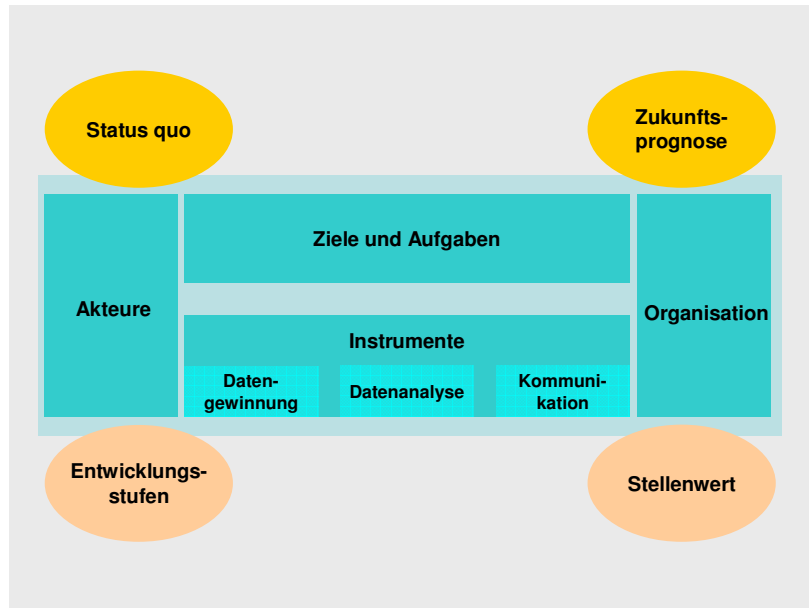 Status quo
Zukunfts-
prognose
Ziele und Aufgaben
Akteure
Organisation
Instrumente
Daten-
gewinnung
Datenanalyse
Kommuni-
kation
Entwicklungs-
stufen
Stellenwert